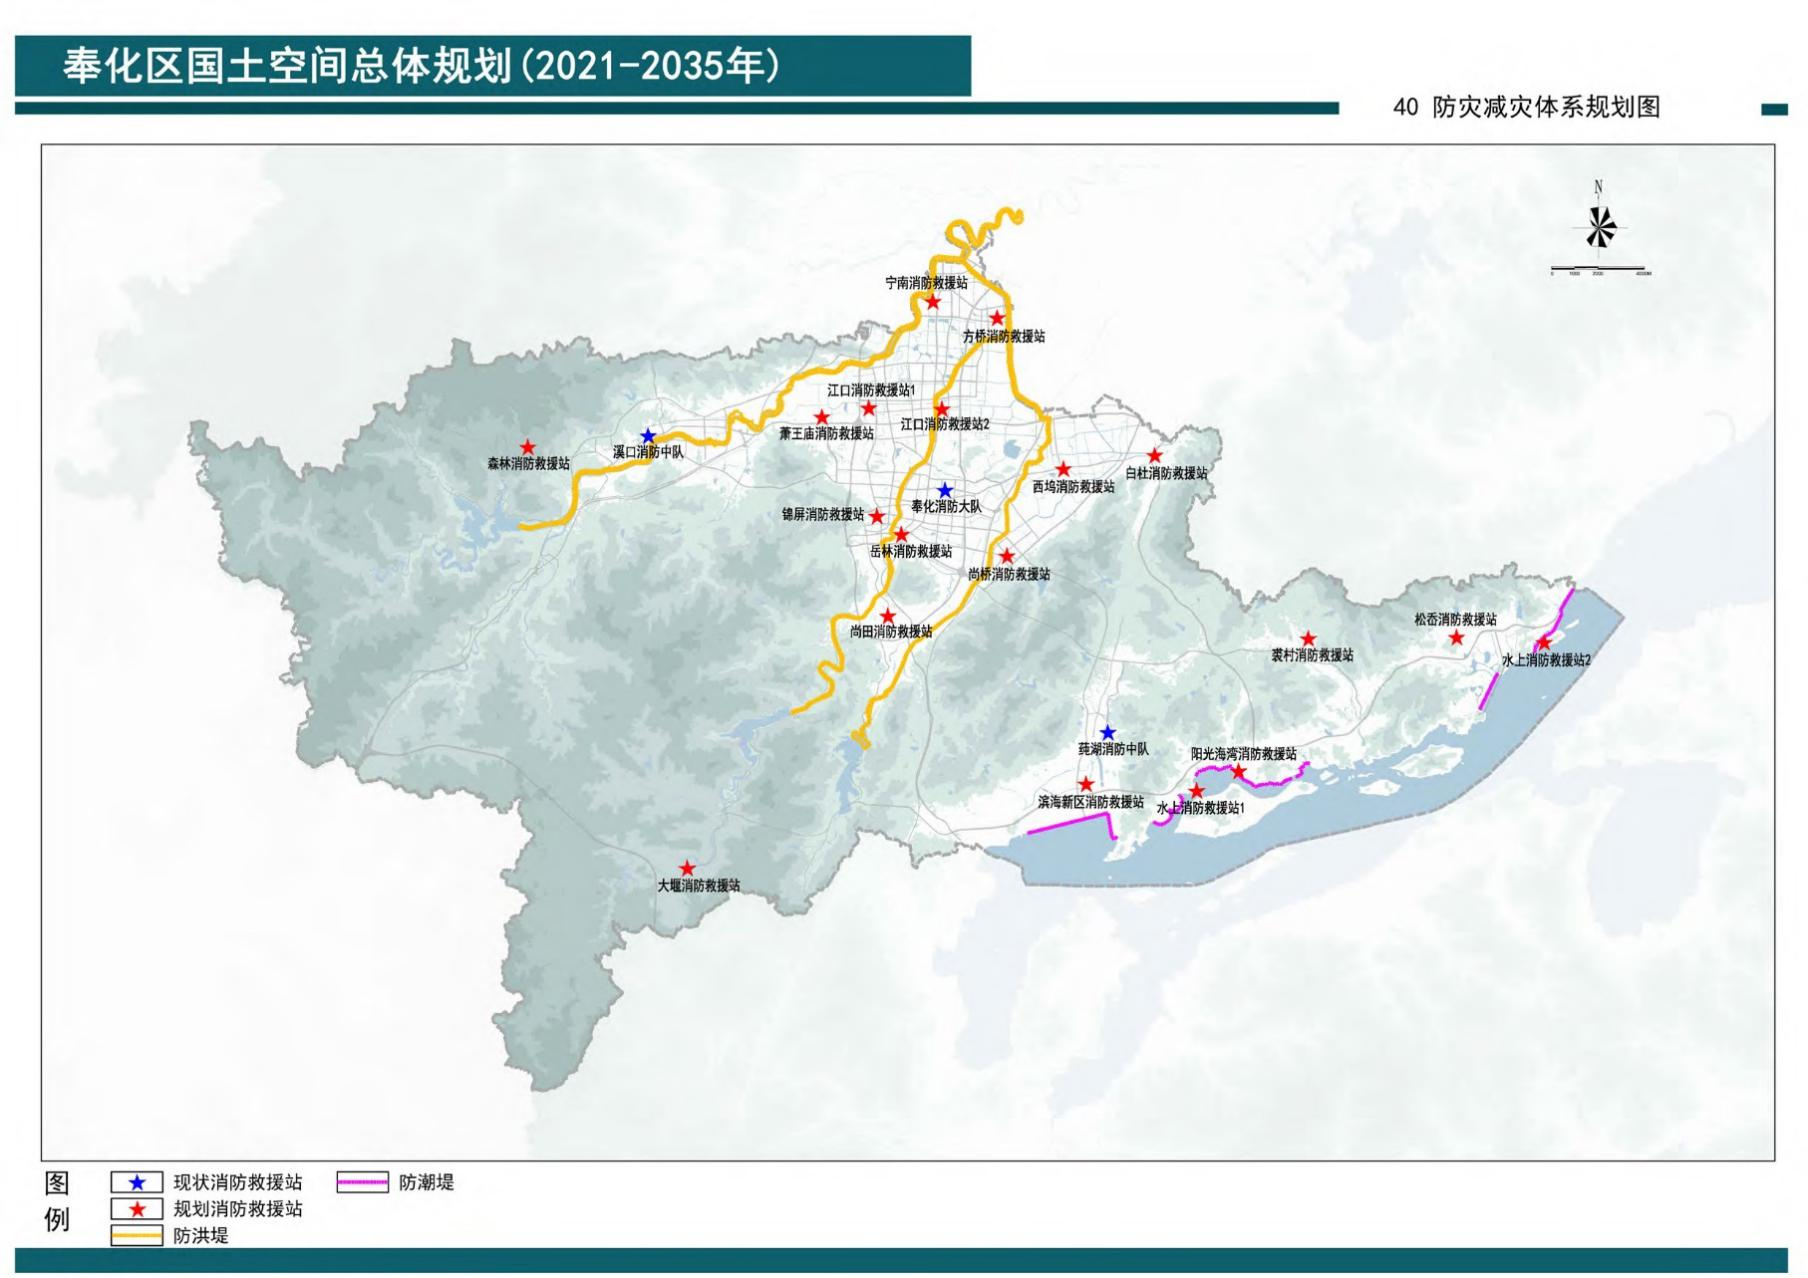 奉化区国土空间总体规划(2021-2035年)
40 防灾减灾体系规划图
N
宁南消防救援站
方桥消防救援站
江口消防救援站1
江口消防救援站2
萧王庙消防救援站
溪口消防中队
森林消防救援站
西坞消防救援站
白杜消防救援站
奉化消防大队
锦屏消防救援站
岳林消防救援站
尚桥消防救援站
尚田消防救援站
松岙消防救援站
裘村消防救援站
水上消防救援站2
莼湖消防中队
阳光海湾消防救援站
滨海新区消防救援站
水上消防救援站1
大堰消防救援站
图例
现状消防救援站
防潮堤
规划消防救援站
防洪堤